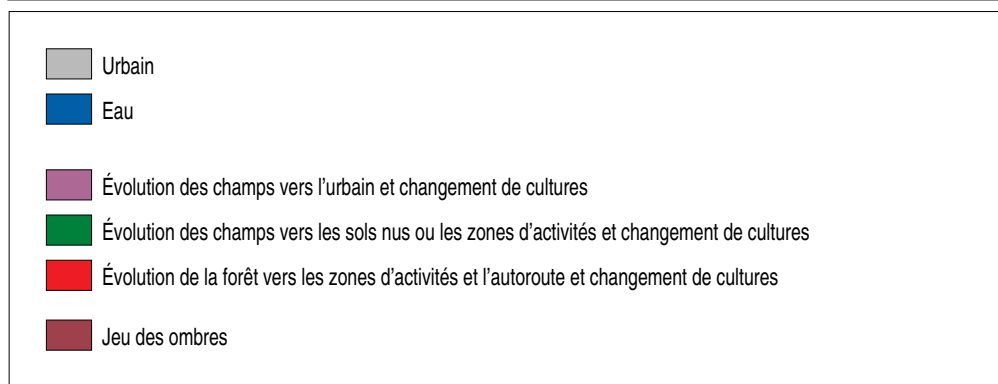 Urbain
Eau
Évolution des champs vers l'urbain et changement de cultures
Évolution des champs vers les sols nus ou les zones d'activités et changement de cultures
Évolution de la forêt vers les zones d'activités et l'autoroute et changement de cultures
Jeu des ombres